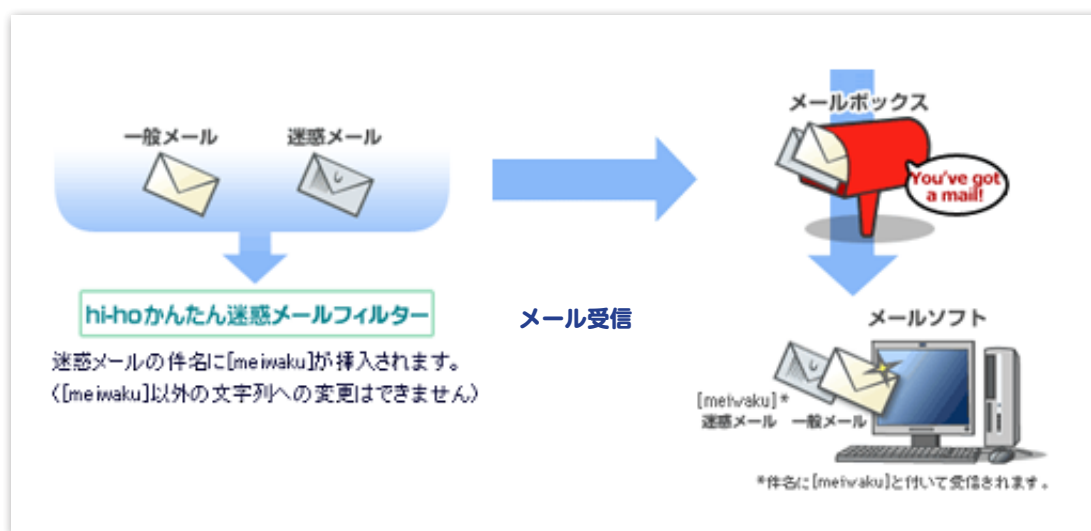 一般メール
迷惑メール
hi-hoかんたん迷惑メールフィルター
迷惑メールの件名に[meiwaku]が挿入されます。
([meiwaku]以外の文字列への変更はできません)
メール受信
メールボックス
You've got
a mail!
メールソフト
[meiwaku]*
迷惑メール 一般メール
*件名に[meiwaku]と付いて受信されます。